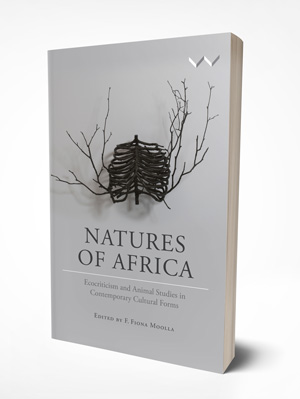 NATURES
OF AFRICA
Ecocriticism and Animal Studies in
Contemporary Cultural Forms
Edited by F. Fiona Moolla